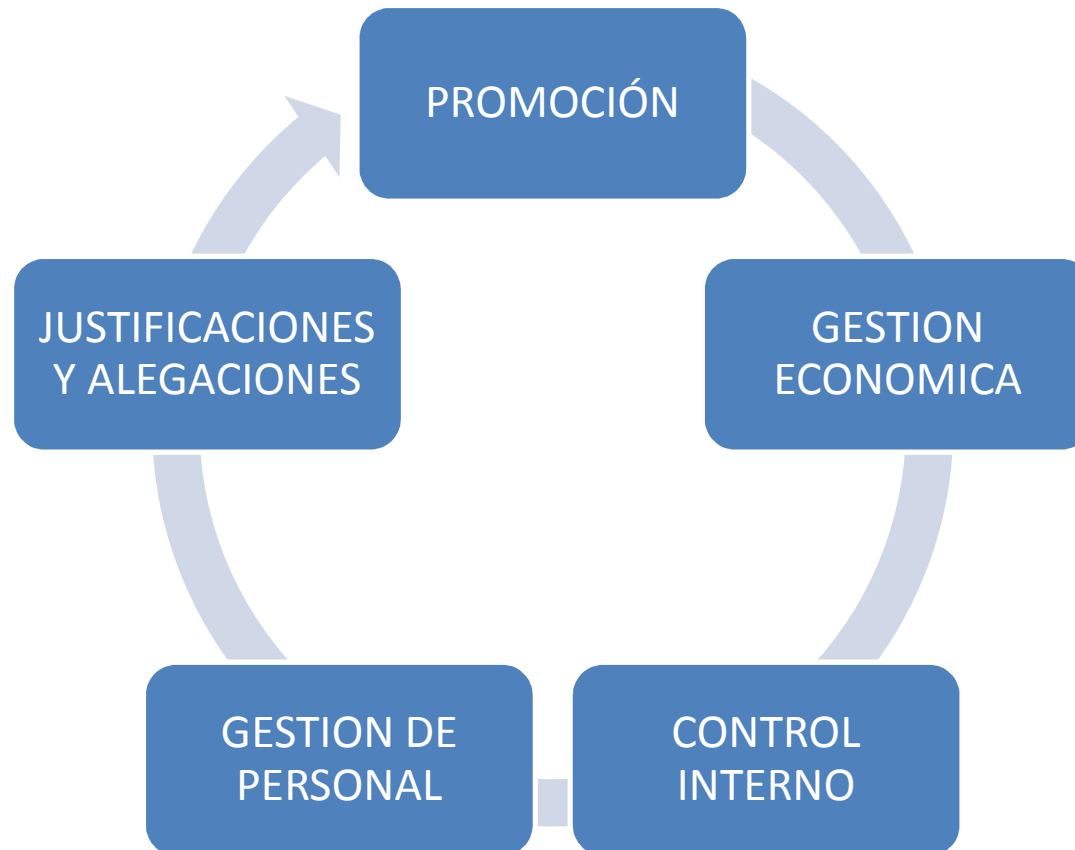 PROMOCIÓN
GESTION
ECONOMICA
CONTROL
INTERNO
GESTION DE
PERSONAL
JUSTIFICACIONES
Y ALEGACIONES